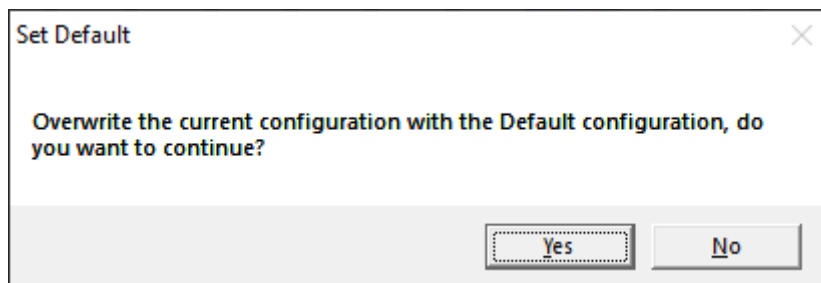 Set Default
Overwrite the current configuration with the Default configuration, do
you want to continue?
Yes No